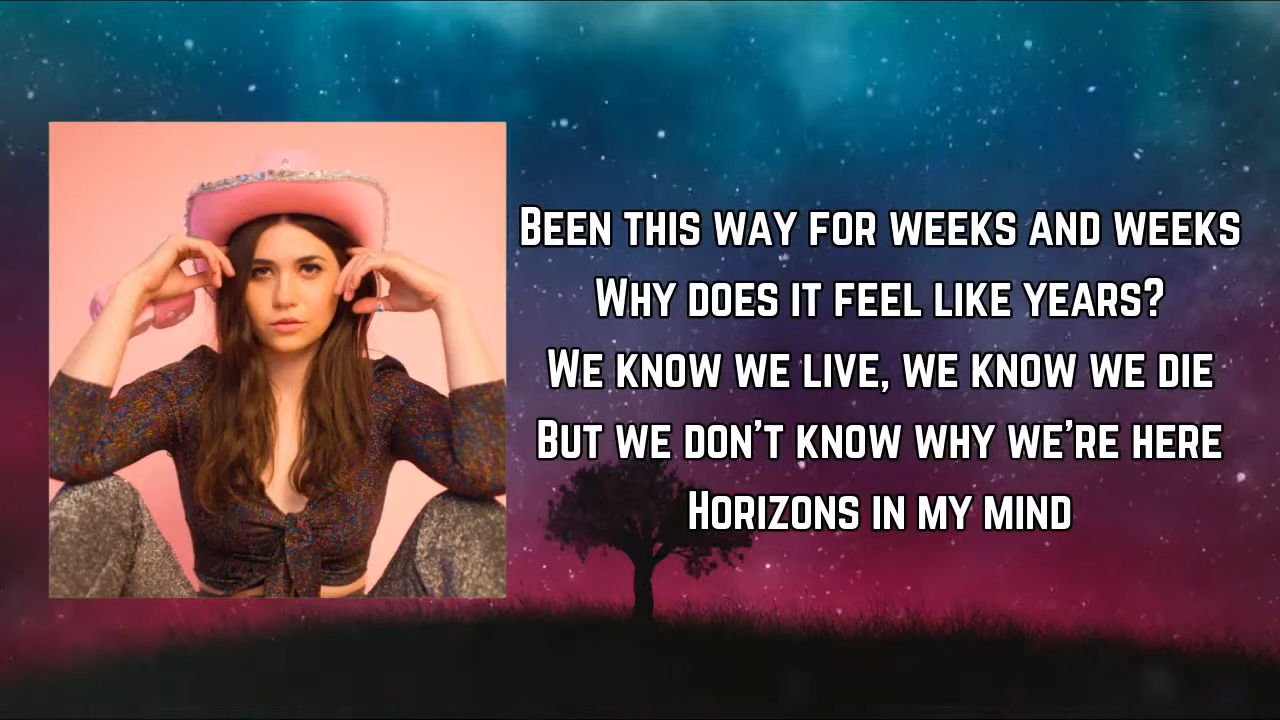 Been this way for weeks and weeks
Why does it feel like years?
We know we live, we know we die
But we don't know why we're here
Horizons in my mind